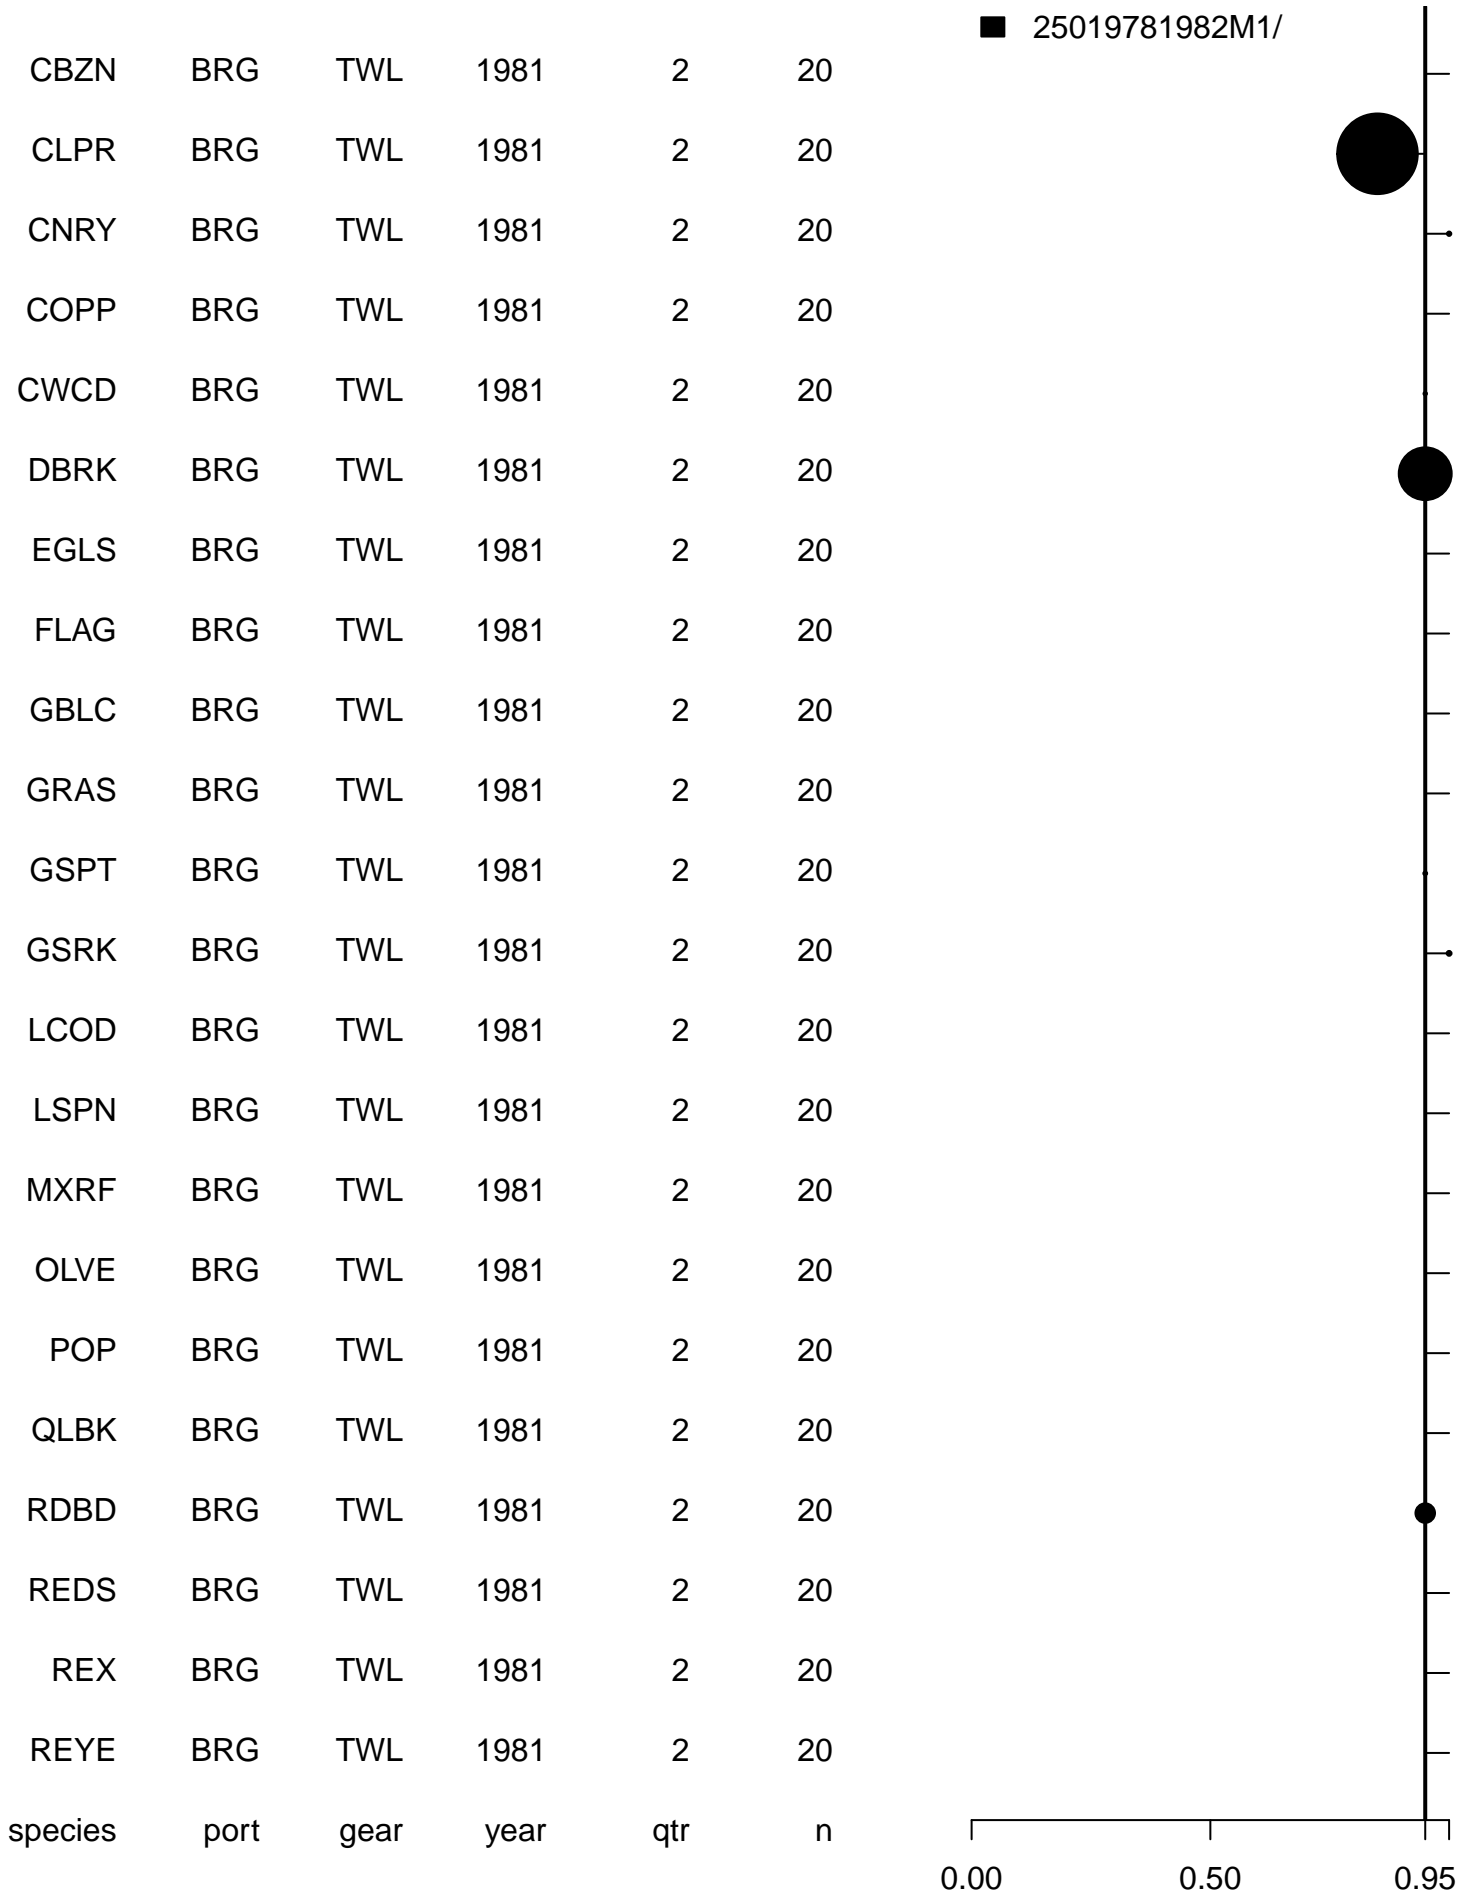 25019781982M1/
CBZN BRG TWL 1981 2 20
CLPR BRG TWL 1981 2 20
CNRY BRG TWL 1981 2 20
COPP BRG TWL 1981 2 20
CWCD BRG TWL 1981 2 20
DBRK BRG TWL 1981 2 20
EGLS BRG TWL 1981 2 20
FLAG BRG TWL 1981 2 20
GBLC BRG TWL 1981 2 20
GRAS BRG TWL 1981 2 20
GSPT BRG TWL 1981 2 20
GSRK BRG TWL 1981 2 20
LCOD BRG TWL 1981 2 20
LSPN BRG TWL 1981 2 20
MXRF BRG TWL 1981 2 20
OLVE BRG TWL 1981 2 20
POP BRG TWL 1981 2 20
QLBK BRG TWL 1981 2 20
RDBD BRG TWL 1981 2 20
REDS BRG TWL 1981 2 20
REX BRG TWL 1981 2 20
REYE BRG TWL 1981 2 20
species port gear year qtr n
0.00 0.50 0.95